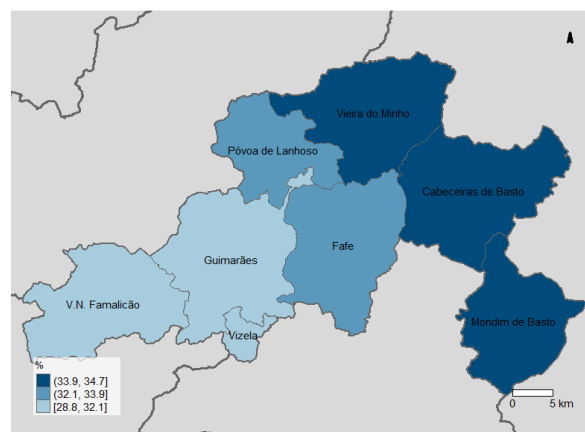 Vieira do Minho
Póvoa de Lanhoso
Cabeceiras de Basto
Fafe
Guimarães
V.N. Famalicão
Mondim de Basto
Vizela
%
(33.9, 34.7]
(32.1, 33.9]
[28.8, 32.1]
0 5 km